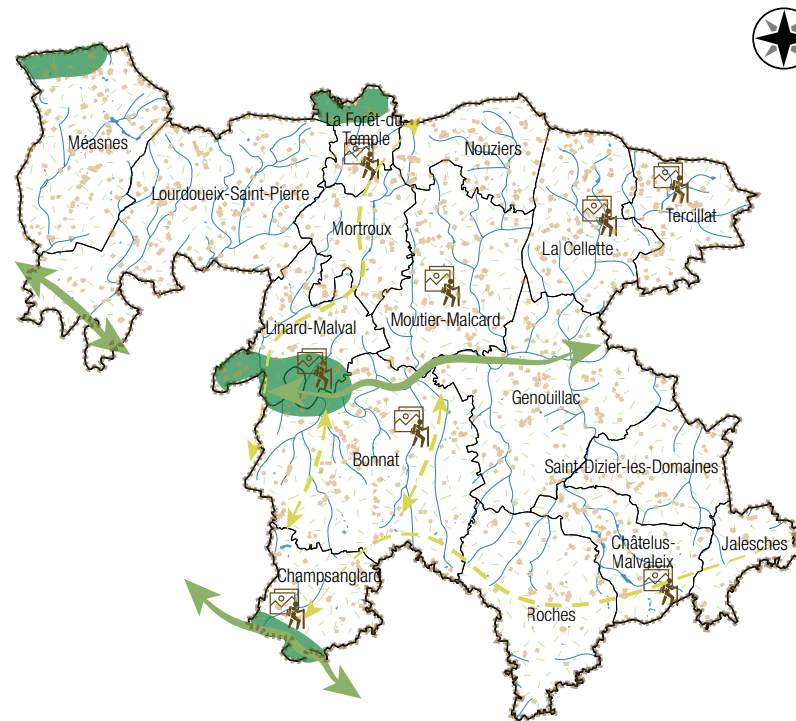 La Forêt-du-
Temple
Méasnes
Nouziers
Lourdoueix-Saint-Pierre
Tercillat
Mortroux
La Cellette
Linard-Malval
Moutier-Malcard
Genouillac
Bonnat
Saint-Dizier-les-Domaines
Châtelus-
Malvaleix
Jalesches
Champsanglard
Roches